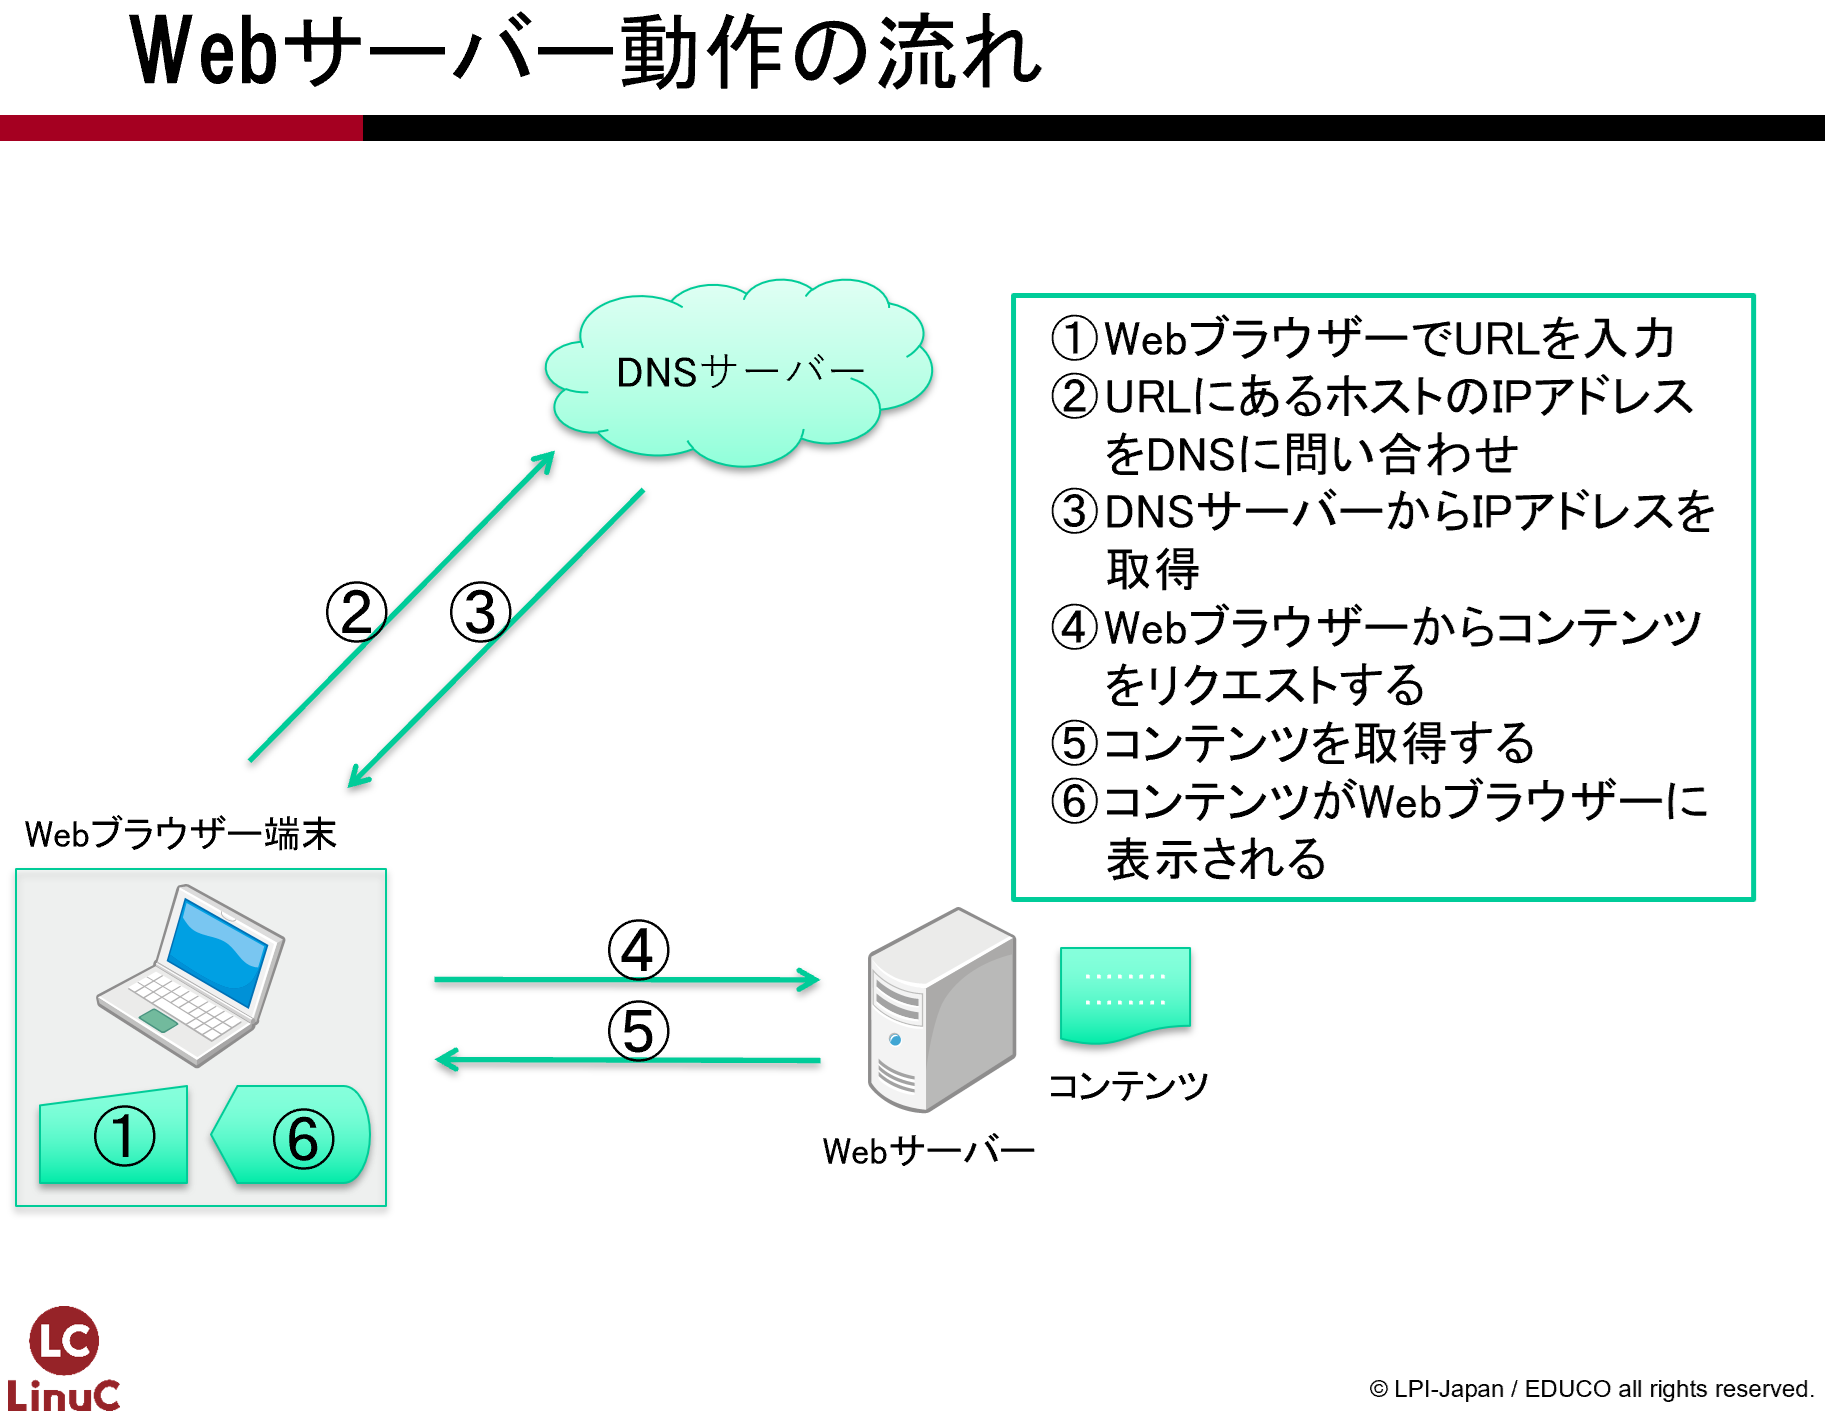 Webサーバー動作の流れ
DNSサーバー
①WebブラウザーでURLを入力
②URLにあるホストのIPアドレス
をDNSに問い合わせ
③DNSサーバーからIPアドレスを
取得
④Webブラウザーからコンテンツ
をリクエストする
⑤コンテンツを取得する
⑥コンテンツがWebブラウザーに
表示される
②
③
Webブラウザー端末
①
⑥
④
⑤
Webサーバー
コンテンツ
LC
LinuC
© LPI-Japan / EDUCO all rights reserved.